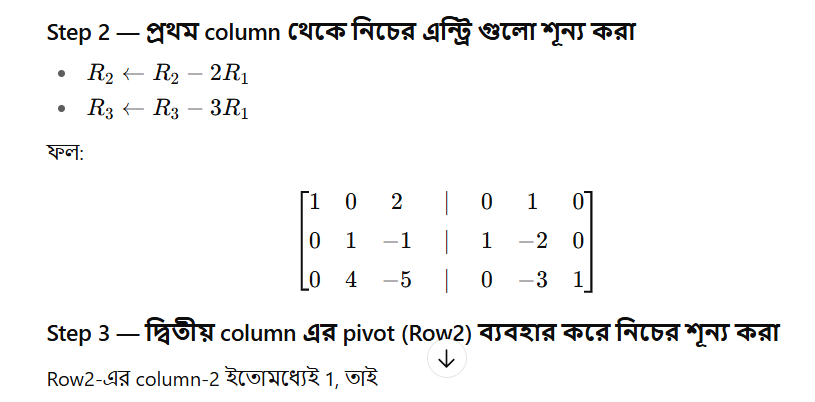 Step 2 — প্রথম column থেকে নিচের এন্ট্রি গুলো শূন্য করা
• R₂ ← R₂ − 2R₁
• R₃ ← R₃ − 3R₁
ফল:
[1 0 2 | 0 1 0]
[0 1 −1 | 1 −2 0]
[0 4 −5 | 0 −3 1]
Step 3 — দ্বিতীয় column এর pivot (Row2) ব্যবহার করে নিচের শূন্য করা
Row2-এর column-2 ইতোমধ্যেই 1, তাই